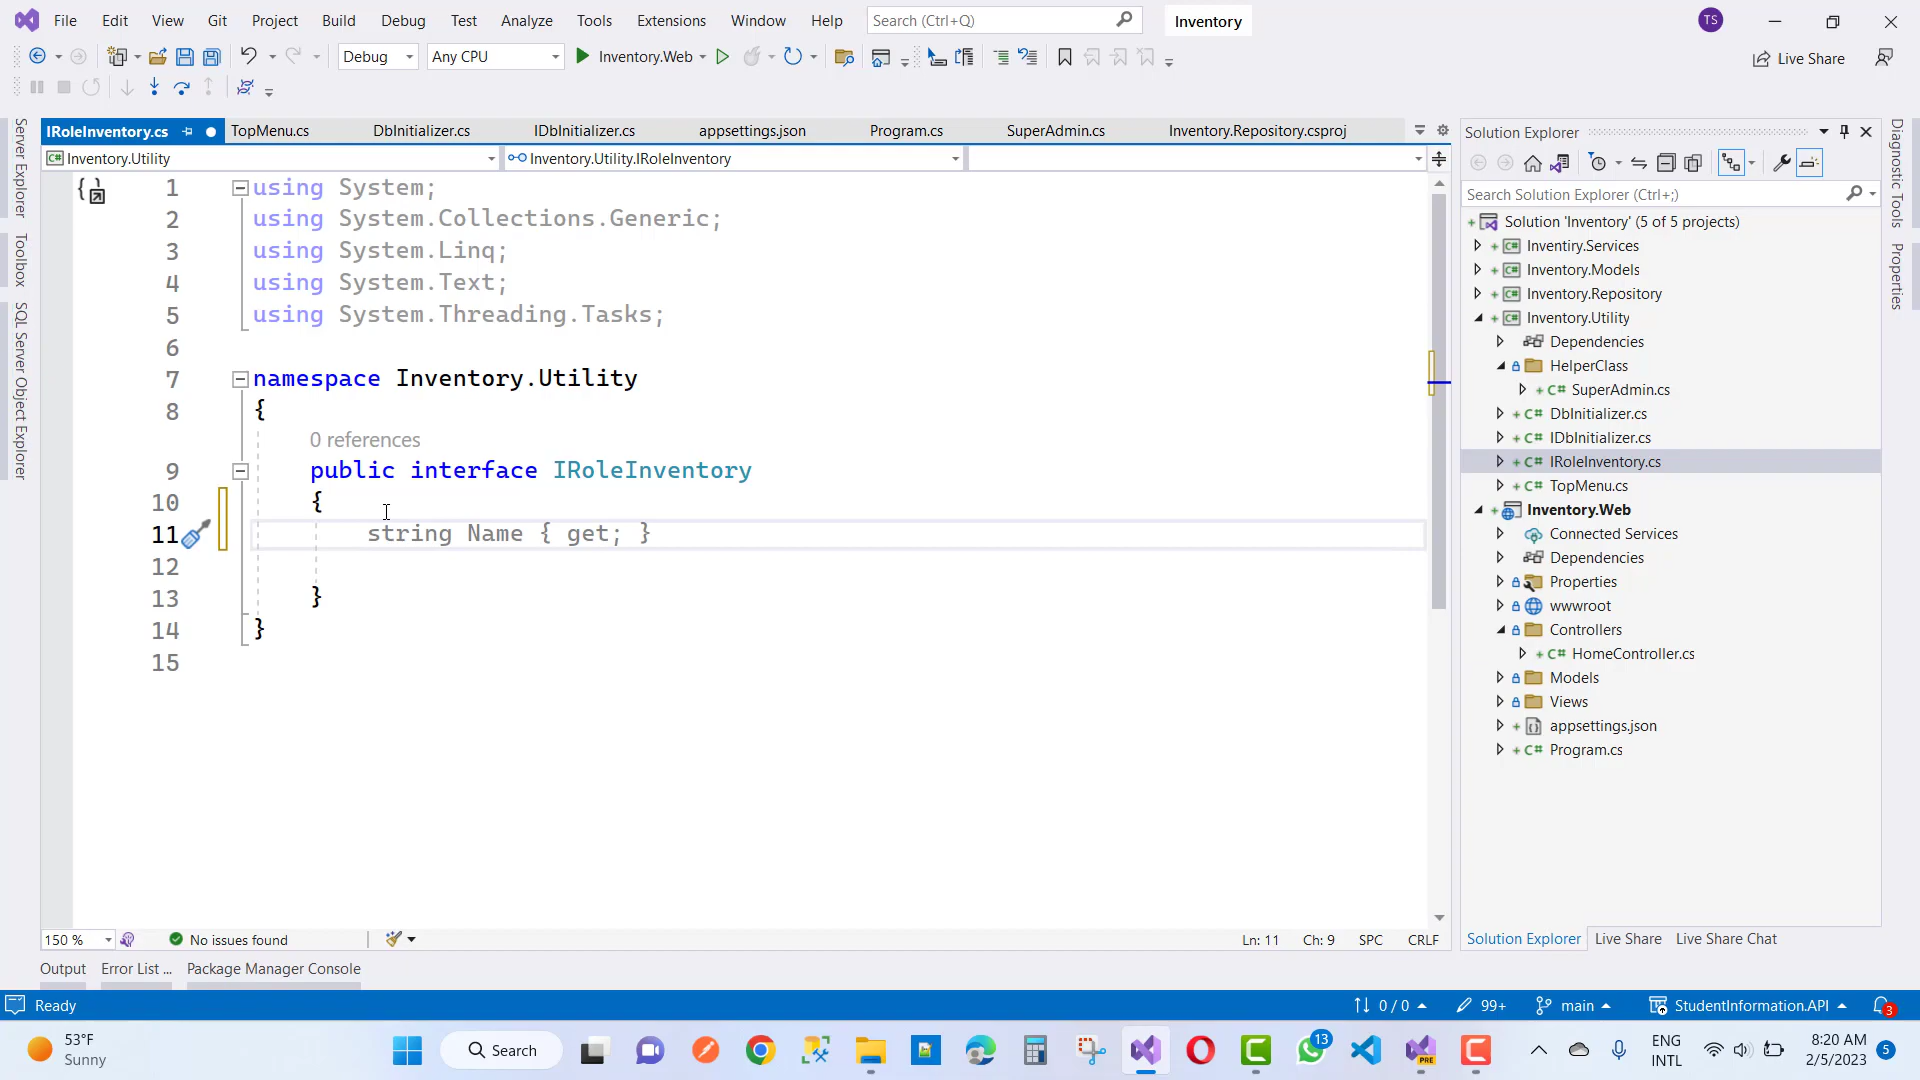 File Edit View Git Project Build Debug Test Analyze Tools Extensions Window Help Search (Ctrl+Q) Inventory TS
Debug Any CPU Inventory.Web Live Share
IRoleInventory.cs TopMenu.cs DbInitializer.cs IDbInitializer.cs appsettings.json Program.cs SuperAdmin.cs Inventory.Repository.csproj
Inventory.Utility Inventory.Utility.IRoleInventory
1 using System;
2 using System.Collections.Generic;
3 using System.Linq;
4 using System.Text;
5 using System.Threading.Tasks;
6
7 namespace Inventory.Utility
8 {
0 references
9 public interface IRoleInventory
10 {
11 string Name { get; }
12
13 }
14 }
15
150 % No issues found Ln: 11 Ch: 9 SPC CRLF
Server Explorer
Toolbox
SQL Server Object Explorer
Solution Explorer
Search Solution Explorer (Ctrl+;)
Solution 'Inventory' (5 of 5 projects)
Inventiry.Services
Inventory.Models
Inventory.Repository
Inventory.Utility
Dependencies
HelperClass
SuperAdmin.cs
DbInitializer.cs
IDbInitializer.cs
IRoleInventory.cs
TopMenu.cs
Inventory.Web
Connected Services
Dependencies
Properties
wwwroot
Controllers
HomeController.cs
Models
Views
appsettings.json
Program.cs
Solution Explorer Live Share Live Share Chat
Diagnostic Tools
Properties
Output Error List ... Package Manager Console
Ready 0 / 0 99+ main StudentInformation.API 3
53°F
Sunny
Search
13
PRE
ENG
INTL
8:20 AM
2/5/2023
5